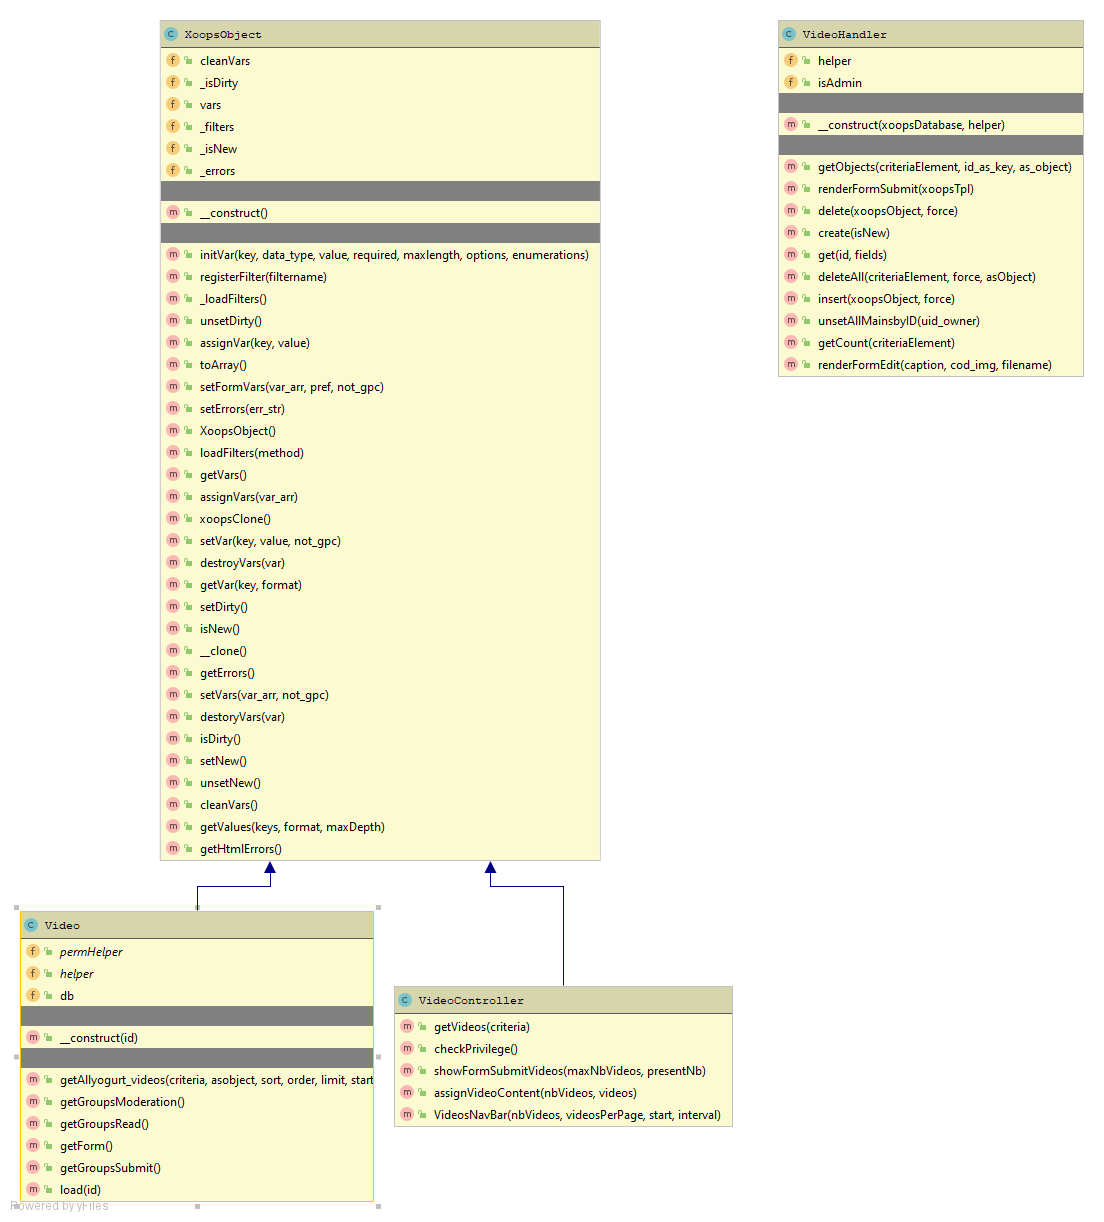 XoopsObject
cleanVars
_isDirty
vars
_filters
_isNew
_errors
__construct()
initVar(key, data_type, value, required, maxlength, options, enumerations)
registerFilter(filtername)
_loadFilters()
unsetDirty()
assignVar(key, value)
toArray()
setFormVars(var_arr, pref, not_gpc)
setErrors(err_str)
XoopsObject()
loadFilters(method)
getVars()
assignVars(var_arr)
xoopsClone()
setVar(key, value, not_gpc)
destroyVars(var)
getVar(key, format)
setDirty()
isNew()
__clone()
getErrors()
setVars(var_arr, not_gpc)
destoryVars(var)
isDirty()
setNew()
unsetNew()
cleanVars()
getValues(keys, format, maxDepth)
getHtmlErrors()
VideoHandler
helper
isAdmin
__construct(xoopsDatabase, helper)
getObjects(criteriaElement, id_as_key, as_object)
renderFormSubmit(xoopsTpl)
delete(xoopsObject, force)
create(isNew)
get(id, fields)
deleteAll(criteriaElement, force, asObject)
insert(xoopsObject, force)
unsetAllMainsbyID(uid_owner)
getCount(criteriaElement)
renderFormEdit(caption, cod_img, filename)
Video
permHelper
helper
db
__construct(id)
getAllyogurt_videos(criteria, asobject, sort, order, limit, start
getGroupsModeration()
getGroupsRead()
getForm()
getGroupsSubmit()
load(id)
VideoController
getVideos(criteria)
checkPrivilege()
showFormSubmitVideos(maxNbVideos, presentNb)
assignVideoContent(nbVideos, videos)
VideosNavBar(nbVideos, videosPerPage, start, interval)
Powered by yFiles